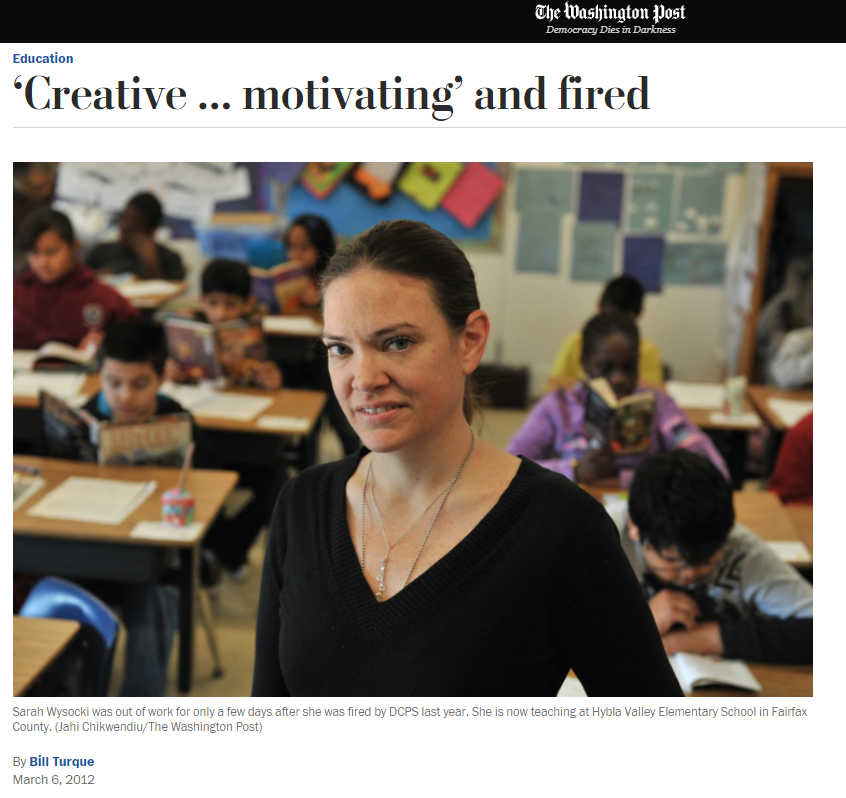 The Washington Post
Democracy Dies in Darkness
Education
‘Creative ... motivating’ and fired
Sarah Wysocki was out of work for only a few days after she was fired by DCPS last year. She is now teaching at Hybla Valley Elementary School in Fairfax
County. (Jahi Chikwendiu/The Washington Post)
By Bill Turque
March 6, 2012